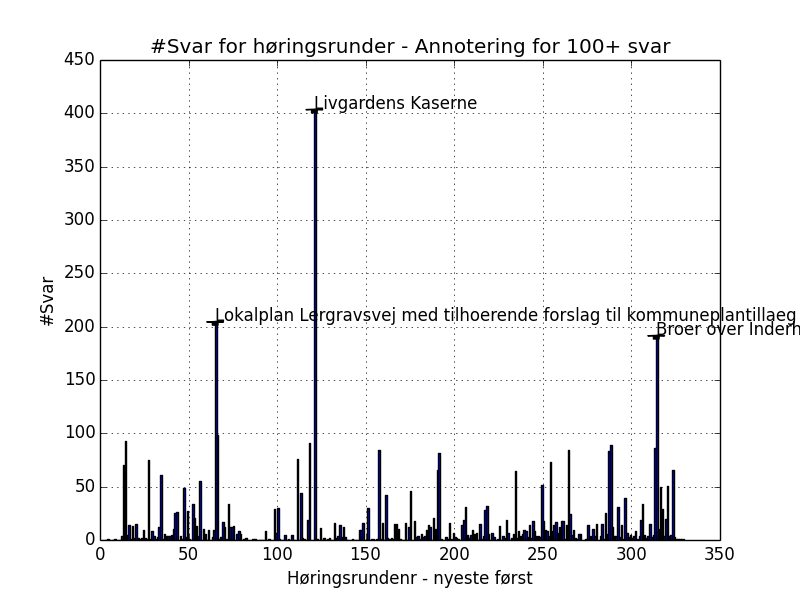 #Svar for høringsrunder - Annotering for 100+ svar
450
400
350
300
250
200
150
100
50
0
#Svar
Livgardens Kaserne
Lokalplan Lergravsvej med tilhoerende forslag til kommuneplantillaeg
Broer over
0 50 100 150 200 250 300 350
Høringsrundenr - nyeste først